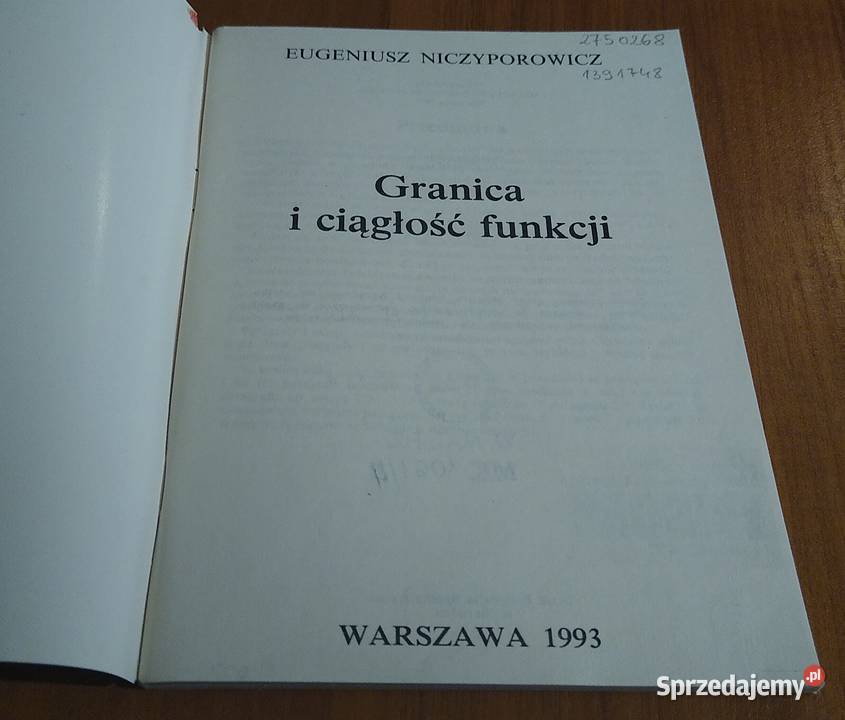 2750268
EUGENIUSZ NICZYPOROWICZ
1391748
Granica
i ciągłość funkcji
WARSZAWA 1993
Sprzedajemy.pl